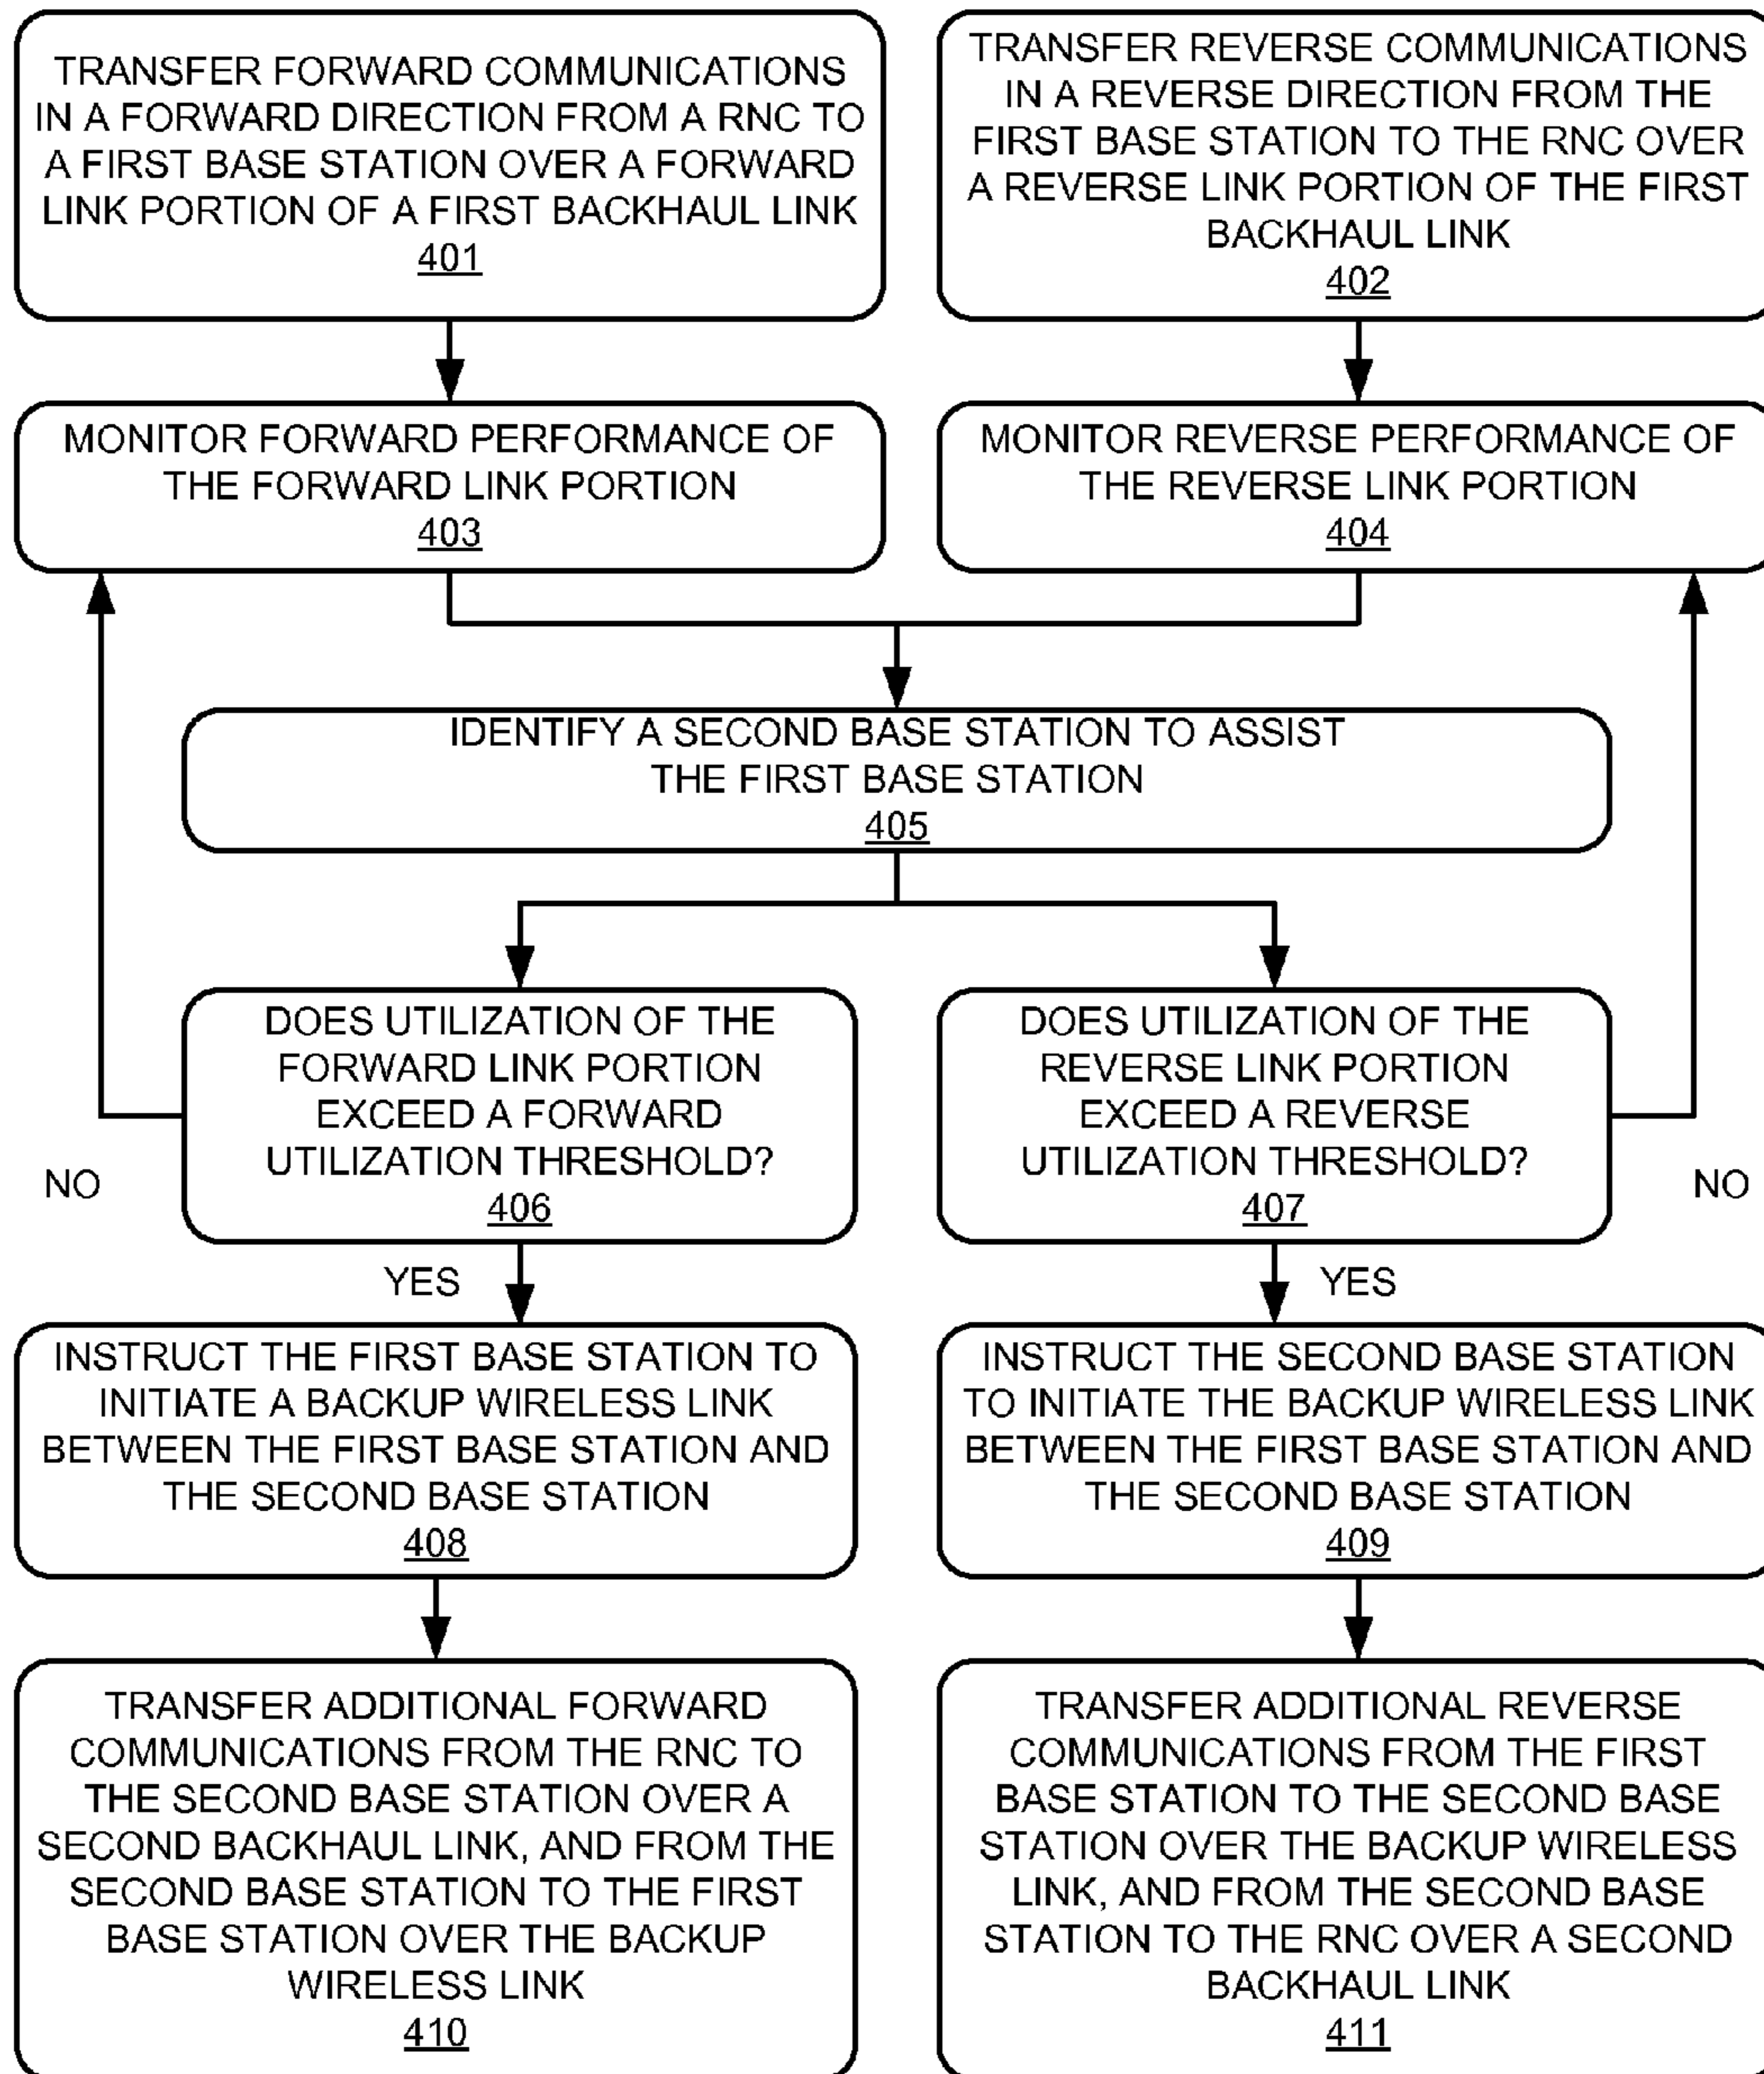 TRANSFER FORWARD COMMUNICATIONS
IN A FORWARD DIRECTION FROM A RNC TO
A FIRST BASE STATION OVER A FORWARD
LINK PORTION OF A FIRST BACKHAUL LINK
401
TRANSFER REVERSE COMMUNICATIONS
IN A REVERSE DIRECTION FROM THE
FIRST BASE STATION TO THE RNC OVER
A REVERSE LINK PORTION OF THE FIRST
BACKHAUL LINK
402
MONITOR FORWARD PERFORMANCE OF
THE FORWARD LINK PORTION
403
MONITOR REVERSE PERFORMANCE OF
THE REVERSE LINK PORTION
404
IDENTIFY A SECOND BASE STATION TO ASSIST
THE FIRST BASE STATION
405
DOES UTILIZATION OF THE
FORWARD LINK PORTION
EXCEED A FORWARD
UTILIZATION THRESHOLD?
406
DOES UTILIZATION OF THE
REVERSE LINK PORTION
EXCEED A REVERSE
UTILIZATION THRESHOLD?
407
NO
NO
YES
YES
INSTRUCT THE FIRST BASE STATION TO
INITIATE A BACKUP WIRELESS LINK
BETWEEN THE FIRST BASE STATION AND
THE SECOND BASE STATION
408
INSTRUCT THE SECOND BASE STATION
TO INITIATE THE BACKUP WIRELESS LINK
BETWEEN THE FIRST BASE STATION AND
THE SECOND BASE STATION
409
TRANSFER ADDITIONAL FORWARD
COMMUNICATIONS FROM THE RNC TO
THE SECOND BASE STATION OVER A
SECOND BACKHAUL LINK, AND FROM THE
SECOND BASE STATION TO THE FIRST
BASE STATION OVER THE BACKUP
WIRELESS LINK
410
TRANSFER ADDITIONAL REVERSE
COMMUNICATIONS FROM THE FIRST
BASE STATION TO THE SECOND BASE
STATION OVER THE BACKUP WIRELESS
LINK, AND FROM THE SECOND BASE
STATION TO THE RNC OVER A SECOND
BACKHAUL LINK
411